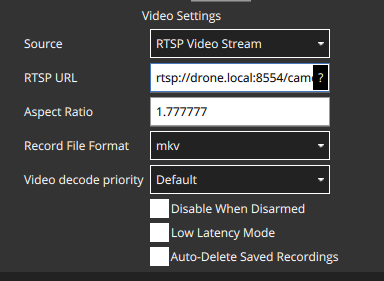 Video Settings
Source RTSP Video Stream
RTSP URL rtsp://drone.local:8554/cam ?
Aspect Ratio 1.777777
Record File Format mkv
Video decode priority Default
Disable When Disarmed
Low Latency Mode
Auto-Delete Saved Recordings